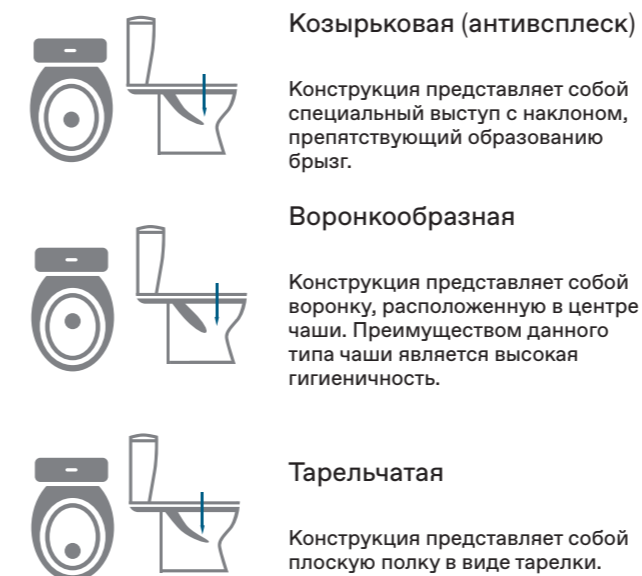 Козырьковая (антивсплеск)
Конструкция представляет собой
специальный выступ с наклоном,
препятствующий образованию
брызг.
Воронкообразная
Конструкция представляет собой
воронку, расположенную в центре
чаши. Преимуществом данного
типа чаши является высокая
гигиеничность.
Тарельчатая
Конструкция представляет собой
плоскую полку в виде тарелки.